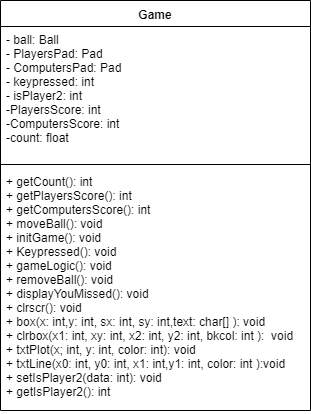 Game
- ball: Ball
- PlayersPad: Pad
- ComputersPad: Pad
- keypressed: int
- isPlayer2: int
-PlayersScore: int
-ComputersScore: int
-count: float
+ getCount(): int
+ getPlayersScore(): int
+ getComputersScore(): int
+ moveBall(): void
+ initGame(): void
+ Keypressed(): void
+ gameLogic(): void
+ removeBall(): void
+ displayYouMissed(): void
+ clrscr(): void
+ box(x: int,y: int, sx: int, sy: int,text: char[] ): void
+ clrbox(x1: int, xy: int, x2: int, y2: int, bkcol: int ): void
+ txtPlot(x; int, y: int, color: int): void
+ txtLine(x0: int, y0: int, x1: int,y1: int, color: int ):void
+ setIsPlayer2(data: int): void
+ getIsPlayer2(): int